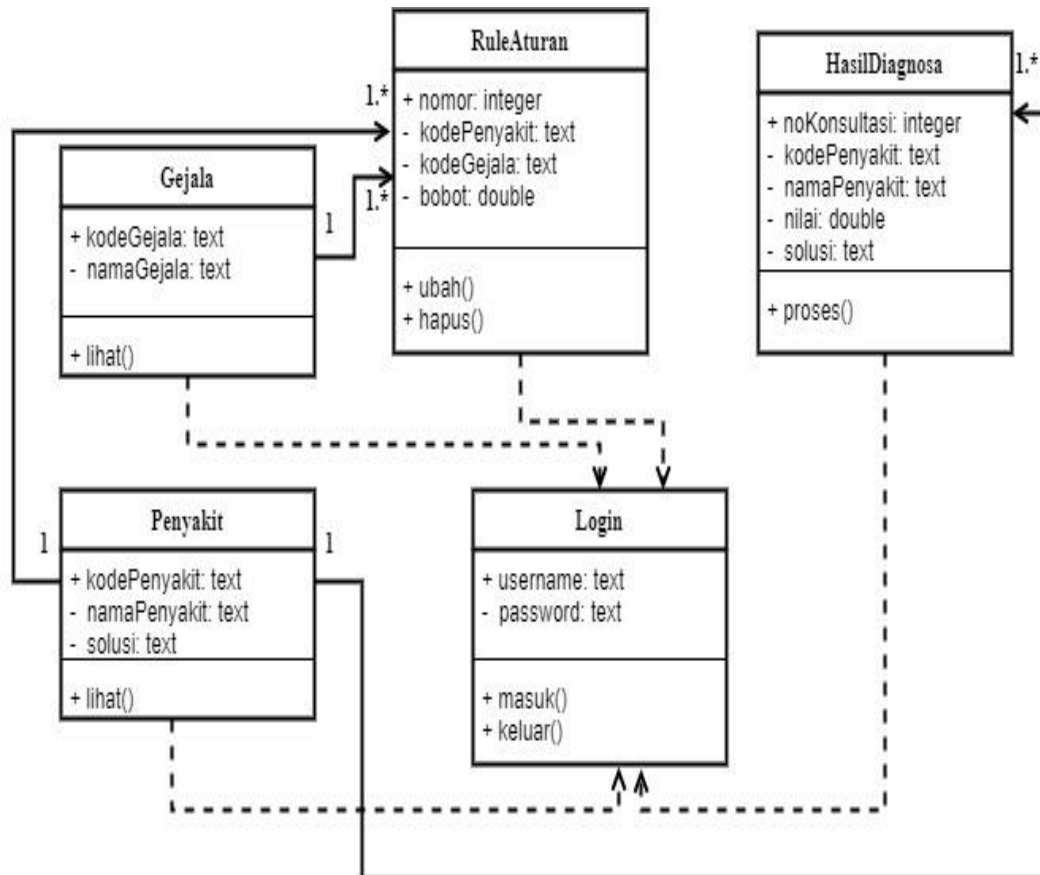 RuleAturan
+ nomor: integer
- kodePenyakit: text
- kodeGejala: text
- bobot: double
+ ubah()
+ hapus()
HasilDiagnosa
+ noKonsultasi: integer
- kodePenyakit: text
- namaPenyakit: text
- nilai: double
- solusi: text
+ proses()
1.*
1.*
1.*
Gejala
+ kodeGejala: text
- namaGejala: text
+ lihat()
1
Penyakit
+ kodePenyakit: text
- namaPenyakit: text
- solusi: text
+ lihat()
1
1
Login
+ username: text
- password: text
+ masuk()
+ keluar()